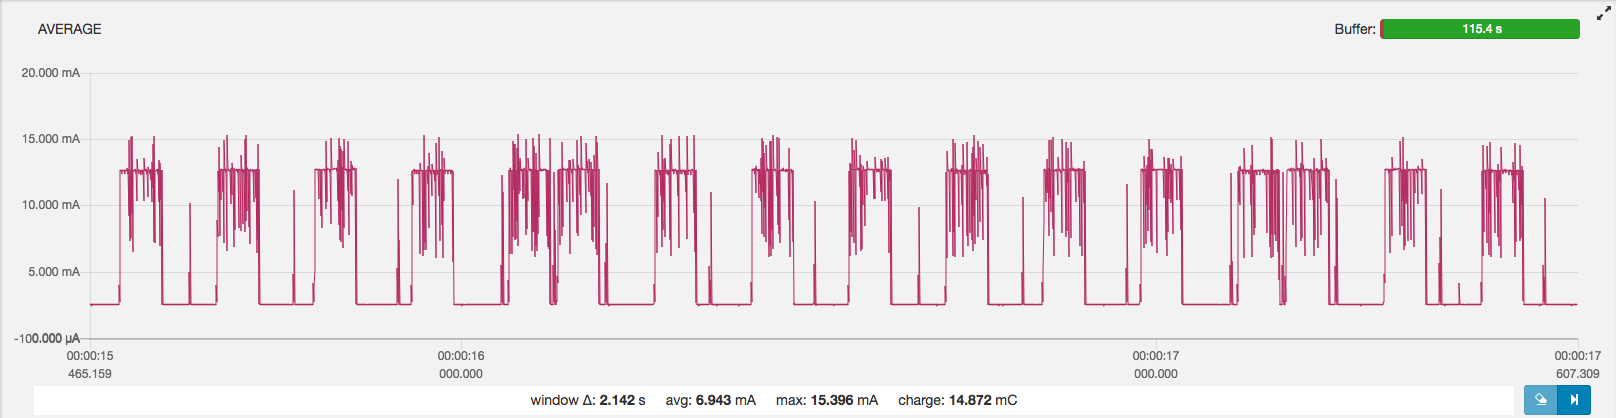 AVERAGE
Buffer: 115.4 s
20.000 mA
15.000 mA
10.000 mA
5.000 mA
0.000 µA
00:00:15 00:00:16 00:00:17 00:00:17
465.159 000.000 000.000 607.309
window Δ: 2.142 s avg: 6.943 mA max: 15.396 mA charge: 14.872 mC